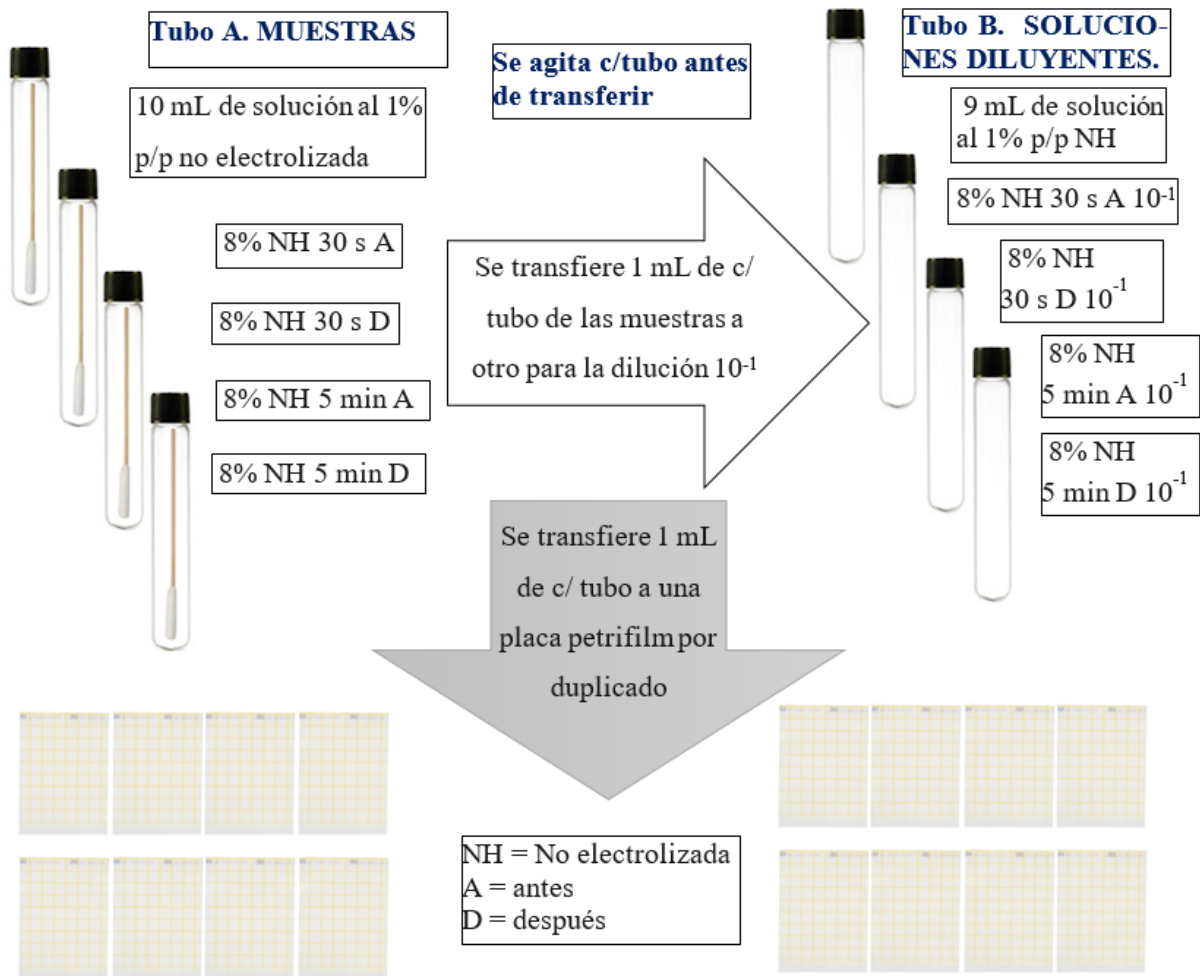 Tubo A. MUESTRAS
10 mL de solución al 1%
p/p no electrolizada
8% NH 30 s A
8% NH 30 s D
8% NH 5 min A
8% NH 5 min D
Se agita c/tubo antes
de transferir
Se transfiere 1 mL de c/
tubo de las muestras a
otro para la dilución 10⁻¹
Tubo B. SOLUCIO-
NES DILUYENTES.
9 mL de solución
al 1% p/p NH
8% NH 30 s A 10⁻¹
8% NH
30 s D 10⁻¹
8% NH
5 min A 10⁻¹
8% NH
5 min D 10⁻¹
Se transfiere 1 mL
de c/ tubo a una
placa petrifilm por
duplicado
NH = No electrolizada
A = antes
D = después